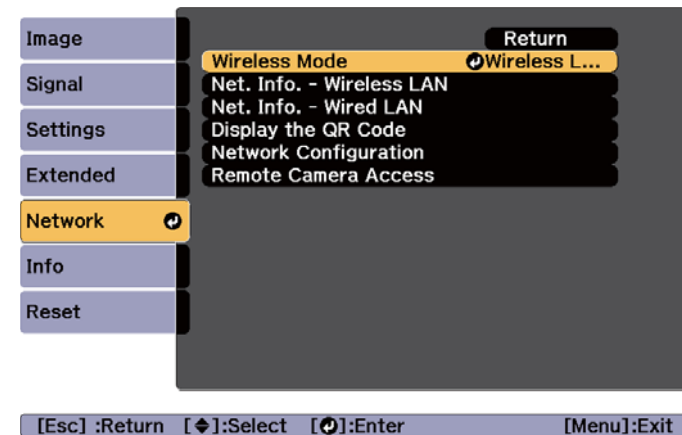 Image
Signal
Settings
Extended
Network
Info
Reset
Return
Wireless Mode Wireless L...
Net. Info. - Wireless LAN
Net. Info. - Wired LAN
Display the QR Code
Network Configuration
Remote Camera Access
[Esc] :Return [◆]:Select [⏎]:Enter [Menu]:Exit